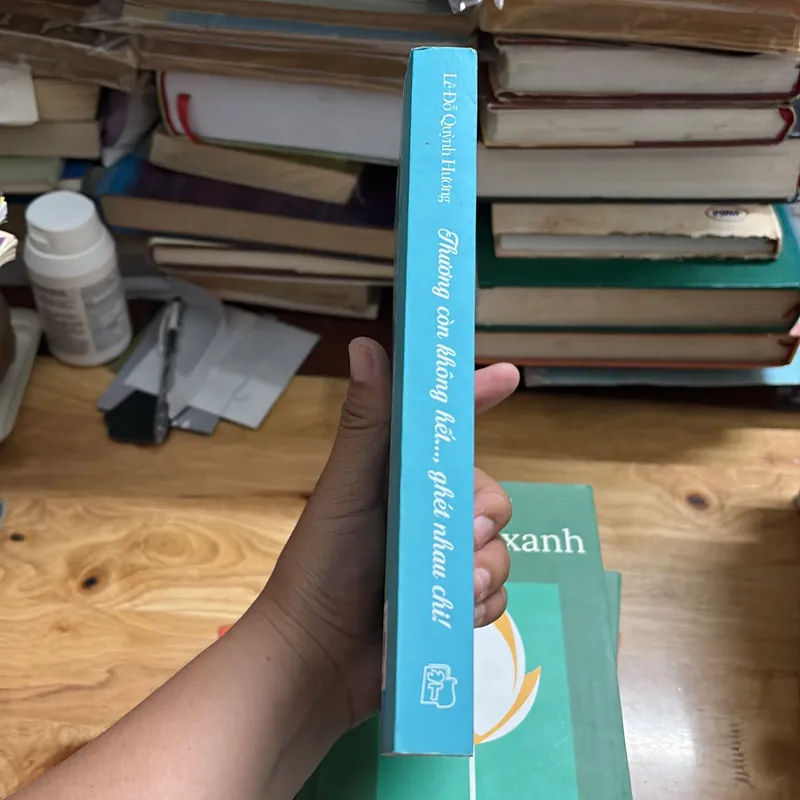 Lê Đỗ Quỳnh Hương
Thương còn không hết..., ghét nhau chi!
xanh